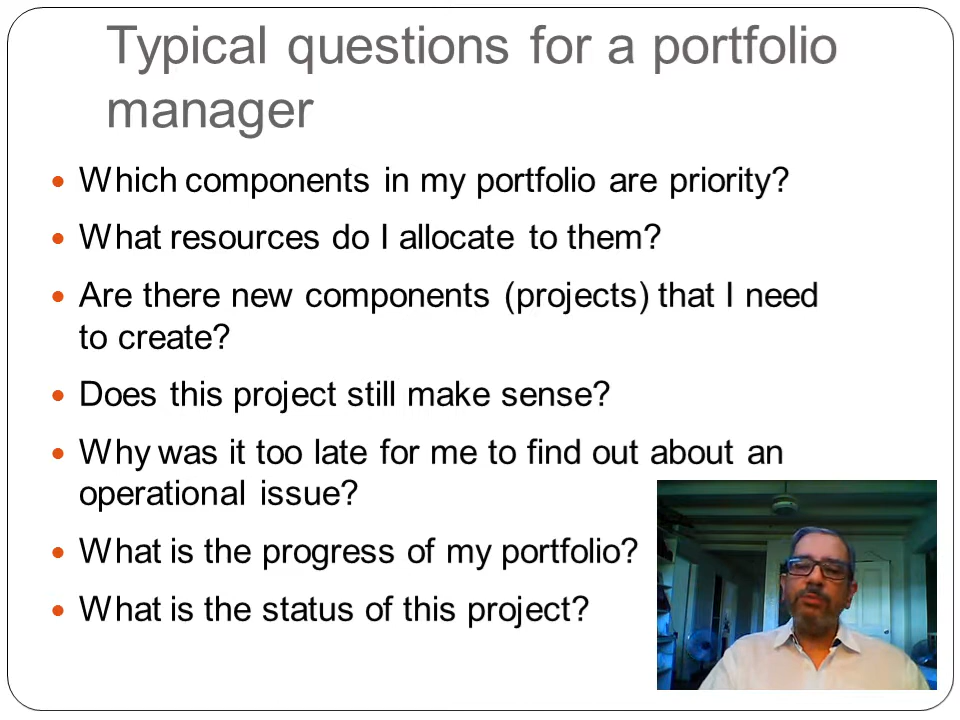 Typical questions for a portfolio
manager
Which components in my portfolio are priority?
What resources do I allocate to them?
Are there new components (projects) that I need
to create?
Does this project still make sense?
Why was it too late for me to find out about an
operational issue?
What is the progress of my portfolio?
What is the status of this project?